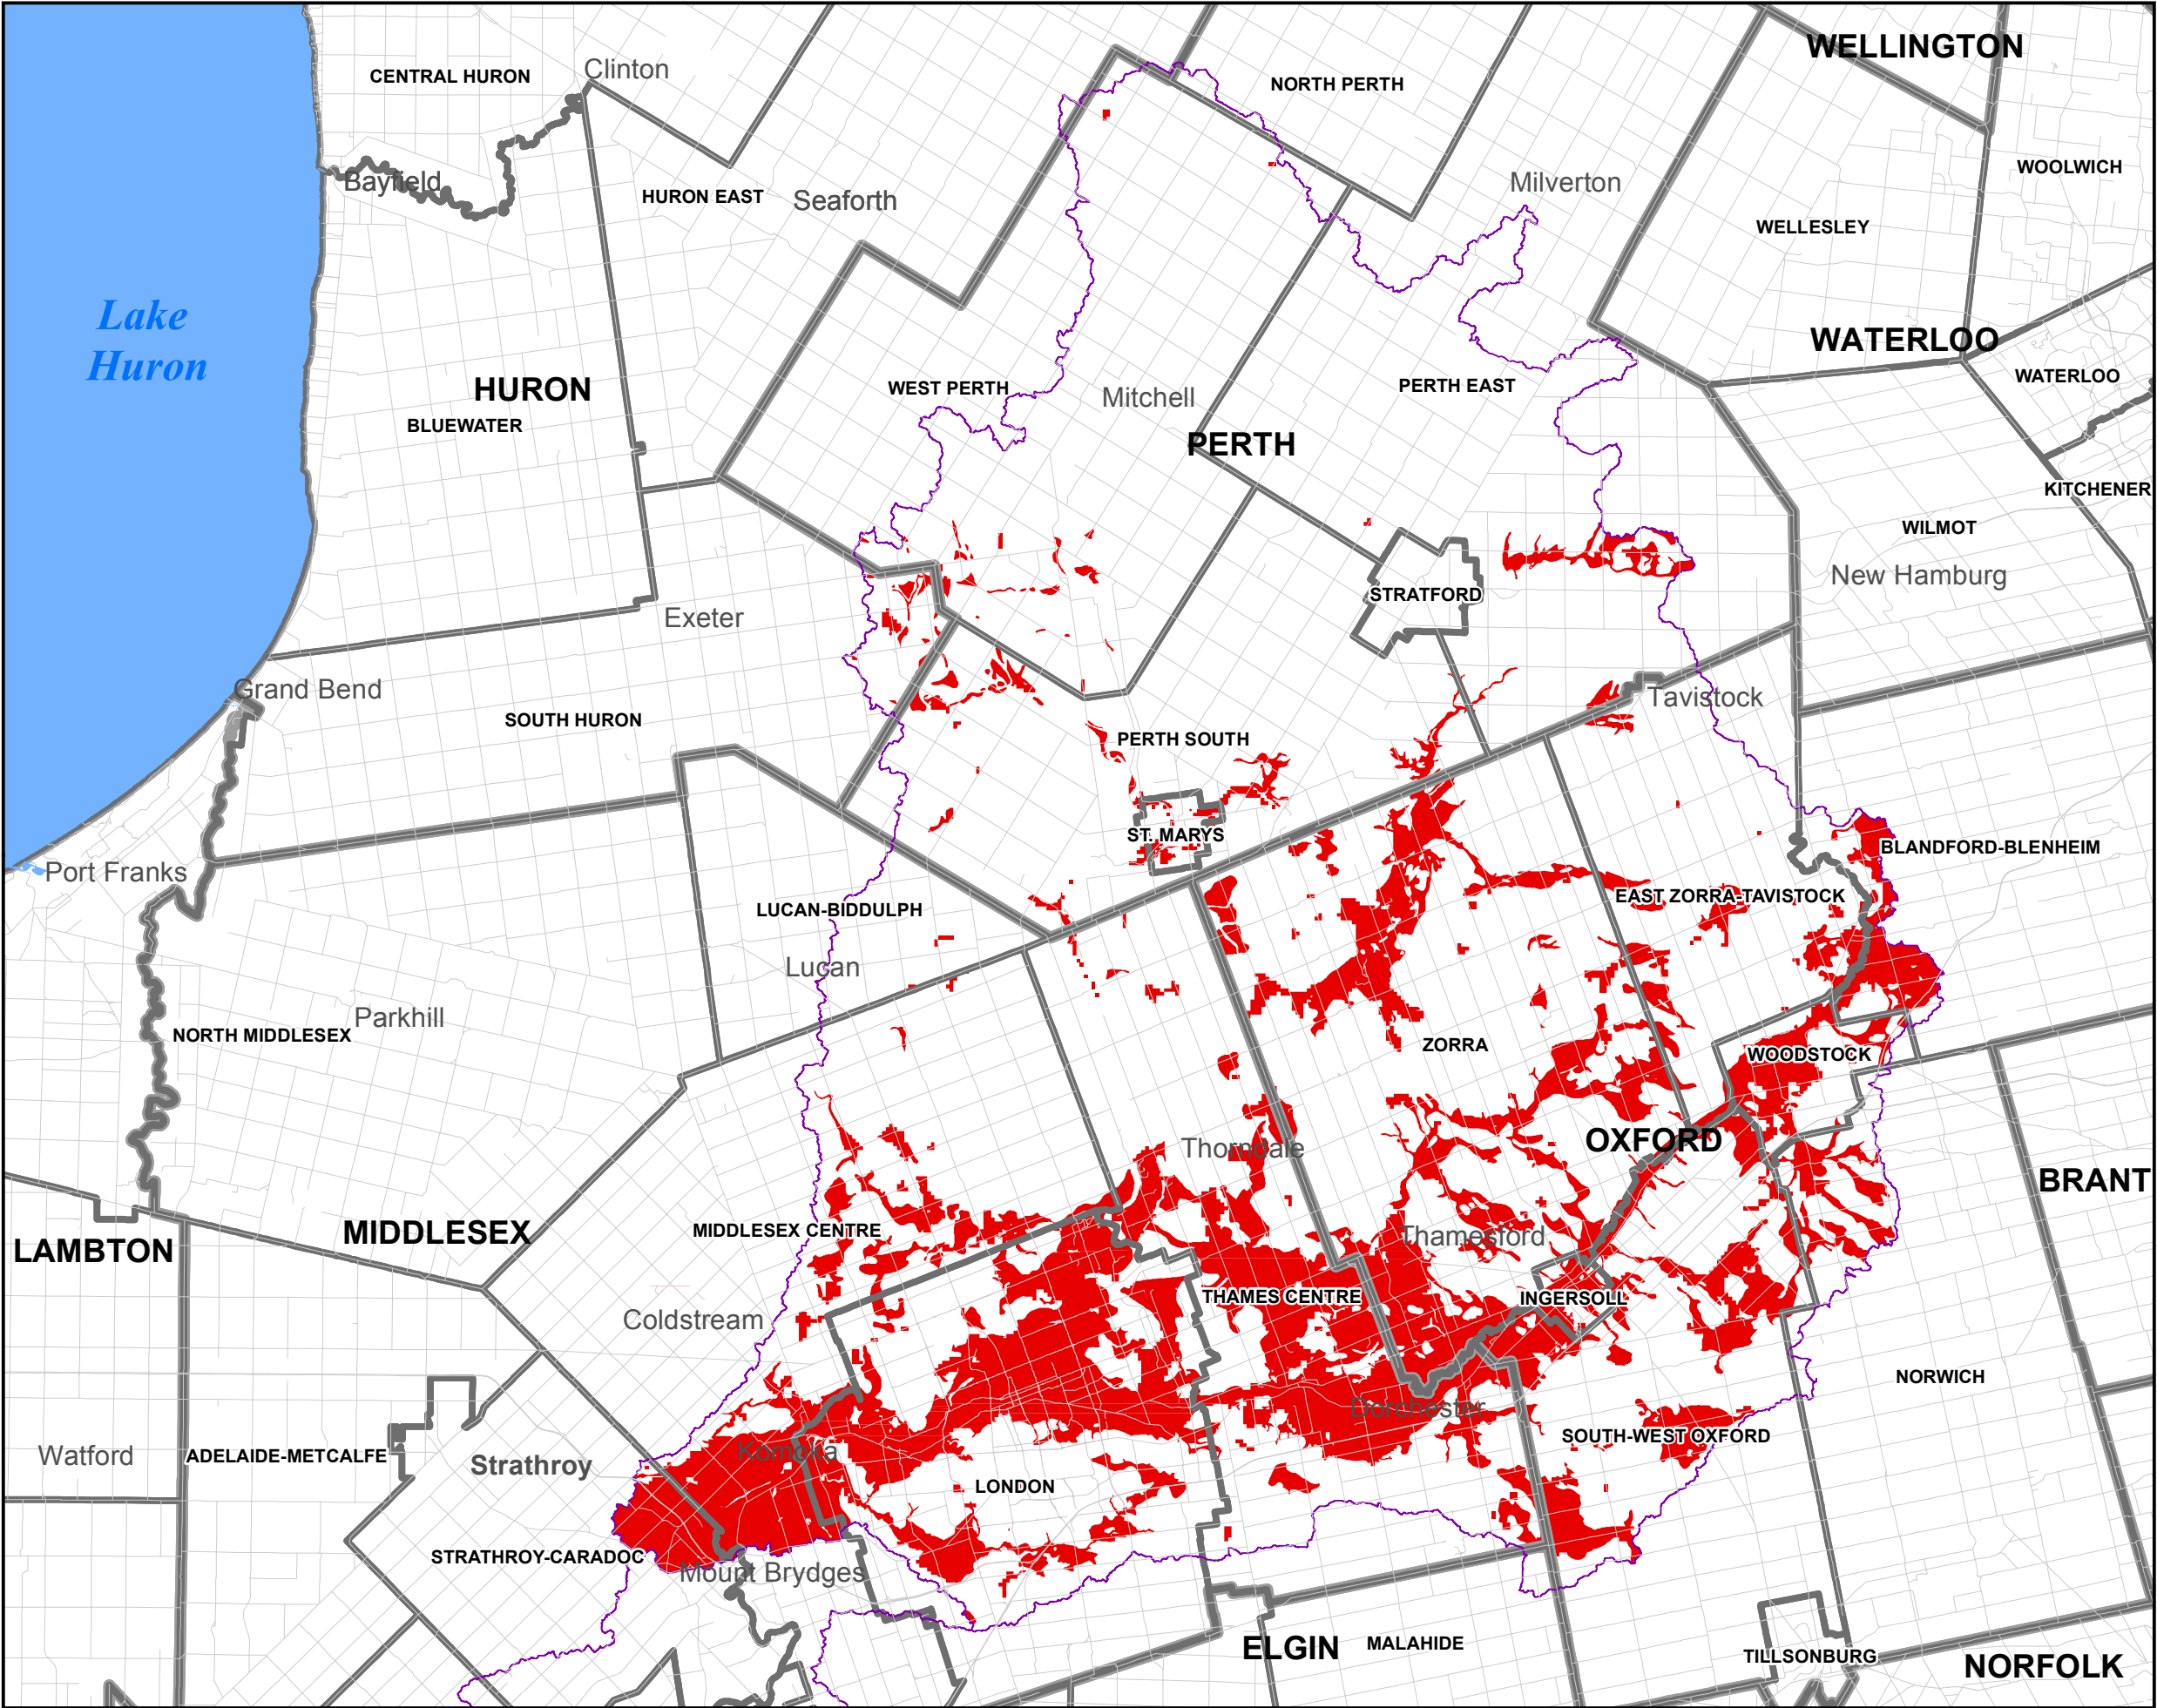 WELLINGTON
CENTRAL HURON
Clinton
NORTH PERTH
WOOLWICH
Bayfield
HURON EAST
Seaforth
Milverton
WELLESLEY
Lake
Huron
WATERLOO
HURON
WEST PERTH
Mitchell
PERTH EAST
WATERLOO
BLUEWATER
PERTH
KITCHENER
WILMOT
New Hamburg
STRATFORD
Exeter
Grand Bend
Tavistock
SOUTH HURON
PERTH SOUTH
ST. MARYS
BLANDFORD-BLENHEIM
Port Franks
EAST ZORRA-TAVISTOCK
LUCAN-BIDDULPH
Lucan
Parkhill
NORTH MIDDLESEX
ZORRA
WOODSTOCK
Thorndale
OXFORD
BRANT
MIDDLESEX
MIDDLESEX CENTRE
Thamesford
LAMBTON
THAMES CENTRE
INGERSOLL
Coldstream
NORWICH
Dorchester
SOUTH-WEST OXFORD
Watford
ADELAIDE-METCALFE
Strathroy
Komoka
LONDON
STRATHROY-CARADOC
Mount Brydges
ELGIN
MALAHIDE
TILLSONBURG
NORFOLK